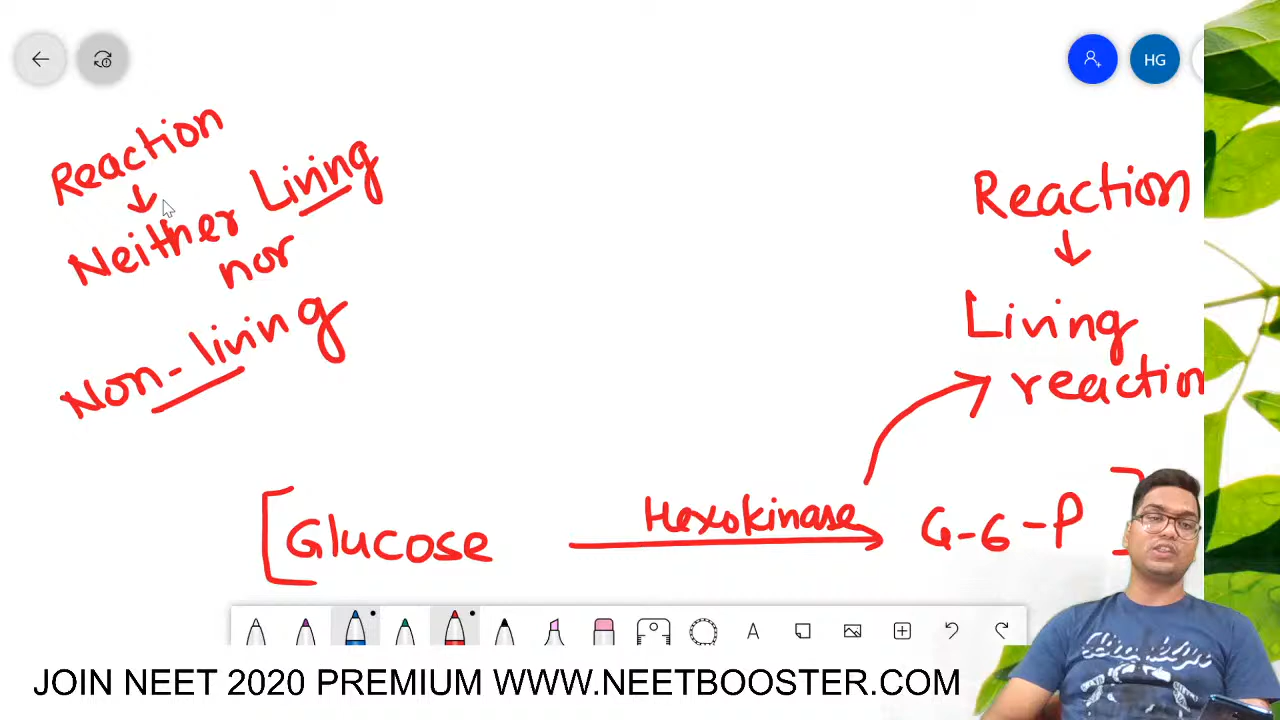 HG
Reaction
Neither Living
nor
Non-living
Reaction
Living
reaction
Hexokinase
[Glucose
G-6-P]
A
JOIN NEET 2020 PREMIUM WWW.NEETBOOSTER.COM